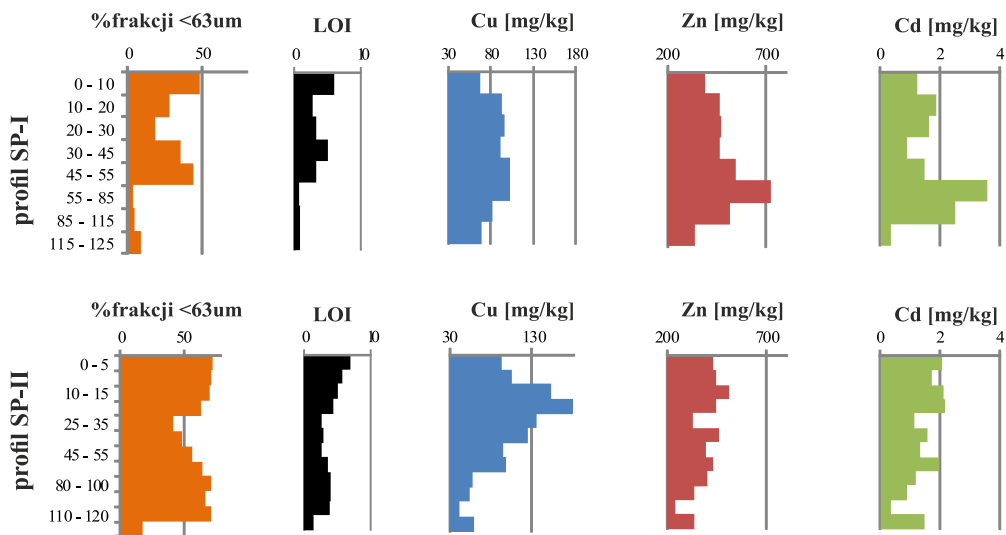 %frakcji <63um LOI Cu [mg/kg] Zn [mg/kg] Cd [mg/kg]
0 50 0 10 30 80 130 180 200 700 0 2 4
profil SP-I
0 - 10
10 - 20
20 - 30
30 - 45
45 - 55
55 - 85
85 - 115
115 - 125
%frakcji <63um LOI Cu [mg/kg] Zn [mg/kg] Cd [mg/kg]
0 50 0 10 30 130 200 700 0 2 4
profil SP-II
0 - 5
10 - 15
25 - 35
45 - 55
80 - 100
110 - 120